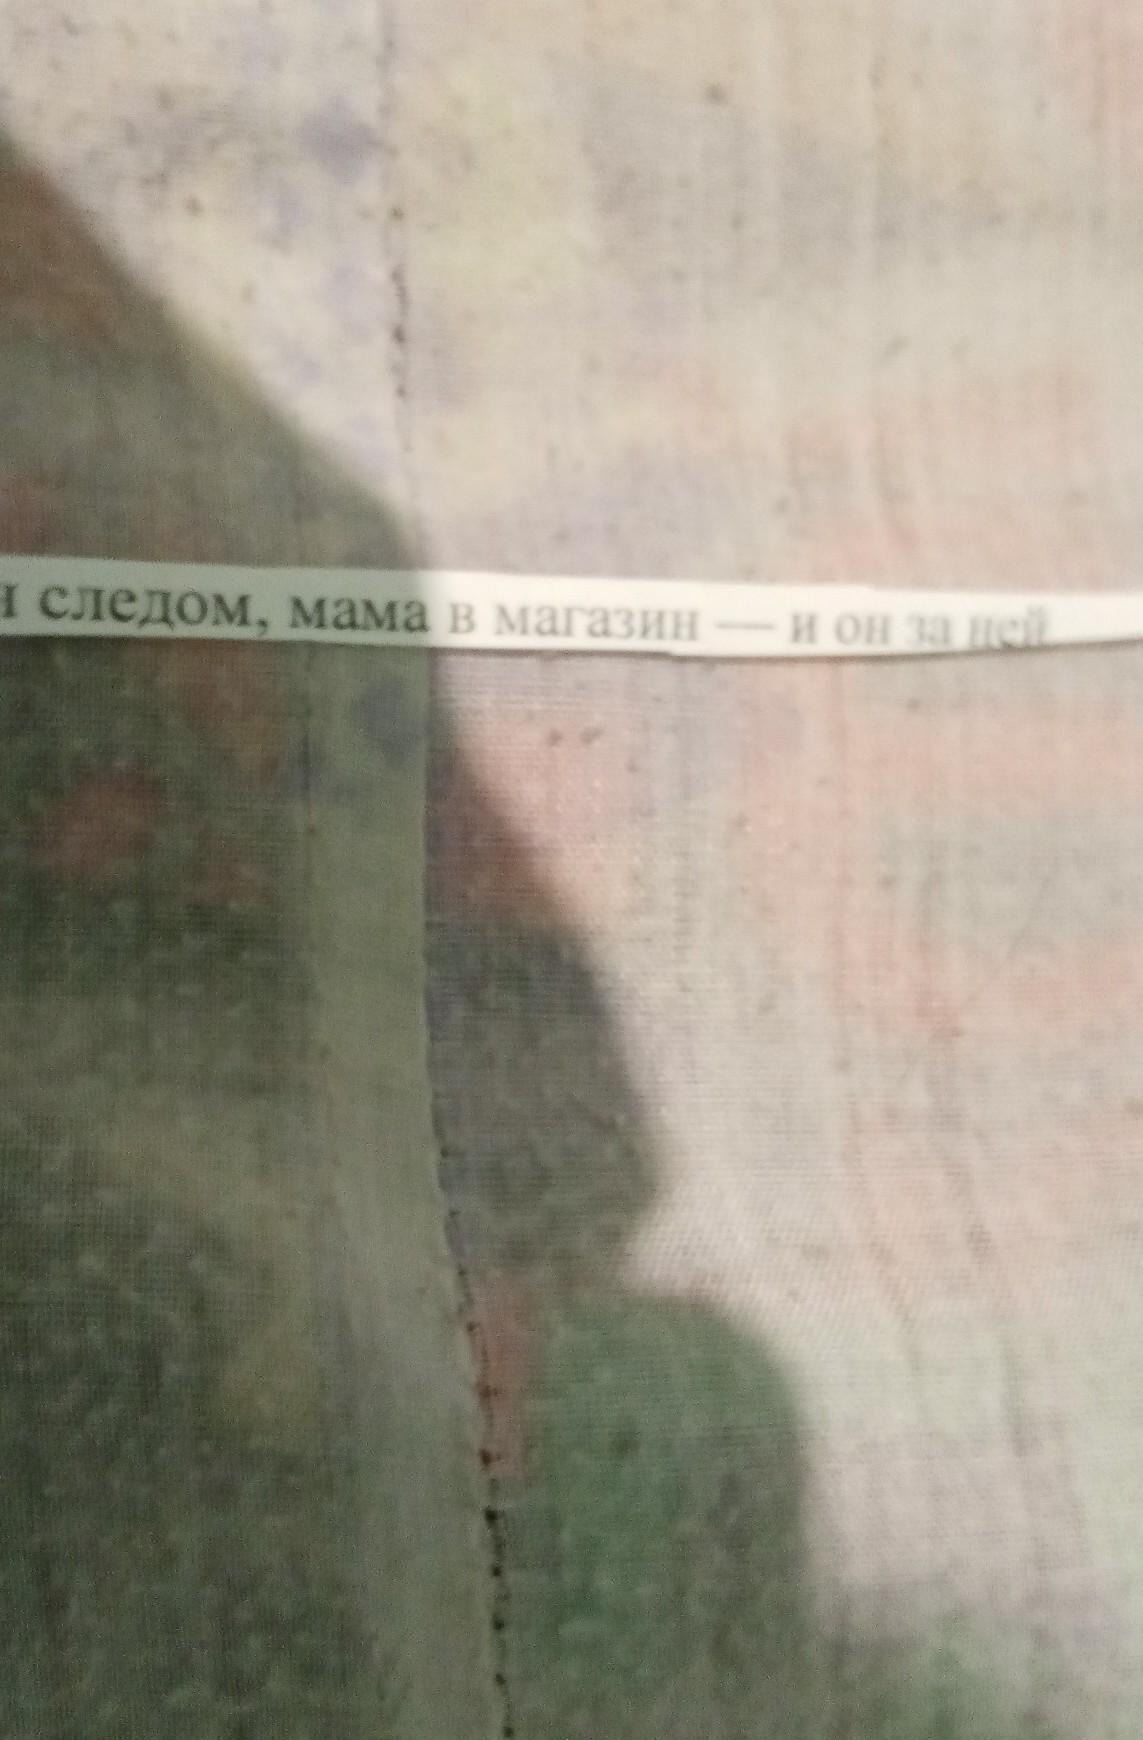 н следом, мама в магазин — и он за ней